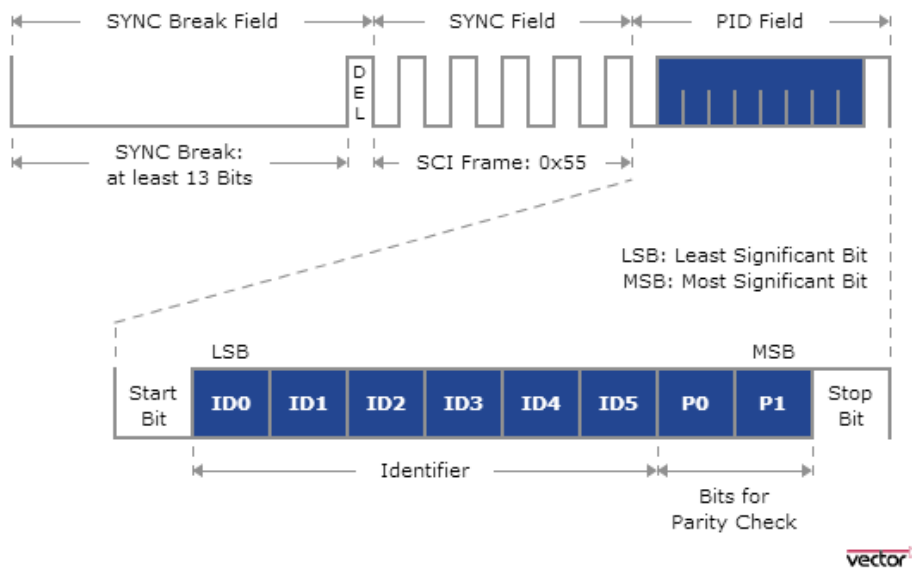 SYNC Break Field
SYNC Field
PID Field
D
E
L
SYNC Break:
at least 13 Bits
SCI Frame: 0x55
LSB: Least Significant Bit
MSB: Most Significant Bit
LSB
MSB
Start
Bit
ID0
ID1
ID2
ID3
ID4
ID5
P0
P1
Stop
Bit
Identifier
Bits for
Parity Check
vector